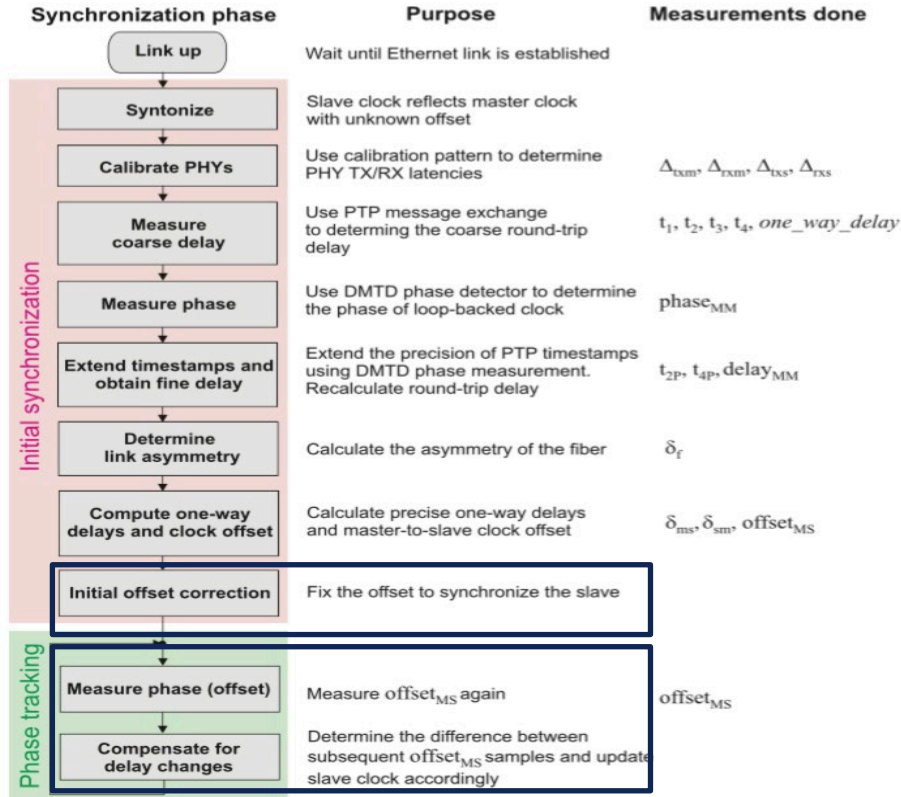 Synchronization phase
Purpose
Measurements done
Link up
Wait until Ethernet link is established
Initial synchronization
Syntonize
Slave clock reflects master clock
with unknown offset
Calibrate PHYs
Use calibration pattern to determine
PHY TX/RX latencies
Δtxm, Δrxm, Δtxs, Δrxs
Measure
coarse delay
Use PTP message exchange
to determing the coarse round-trip
delay
t1, t2, t3, t4, one_way_delay
Measure phase
Use DMTD phase detector to determine
the phase of loop-backed clock
phaseMM
Extend timestamps and
obtain fine delay
Extend the precision of PTP timestamps
using DMTD phase measurement.
Recalculate round-trip delay
t2P, t4P, delayMM
Determine
link asymmetry
Calculate the asymmetry of the fiber
δf
Compute one-way
delays and clock offset
Calculate precise one-way delays
and master-to-slave clock offset
δms, δsm, offsetMS
Initial offset correction
Fix the offset to synchronize the slave
Phase tracking
Measure phase (offset)
Measure offsetMS again
offsetMS
Compensate for
delay changes
Determine the difference between
subsequent offsetMS samples and update
slave clock accordingly